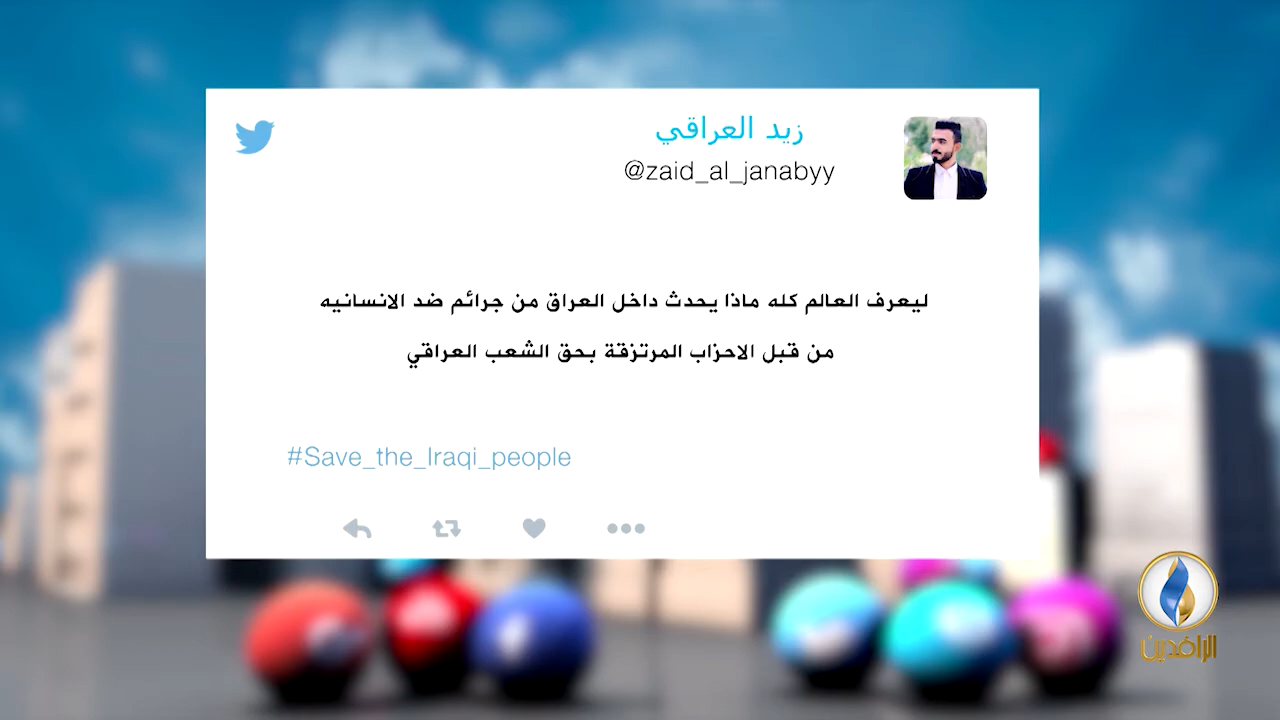 زيد العراقي
@zaid_al_janabyy
ليعرف العالم كله ماذا يحدث داخل العراق من جرائم ضد الانسانيه
من قبل الاحزاب المرتزقة بحق الشعب العراقي
#Save_the_Iraqi_people
الرافدين